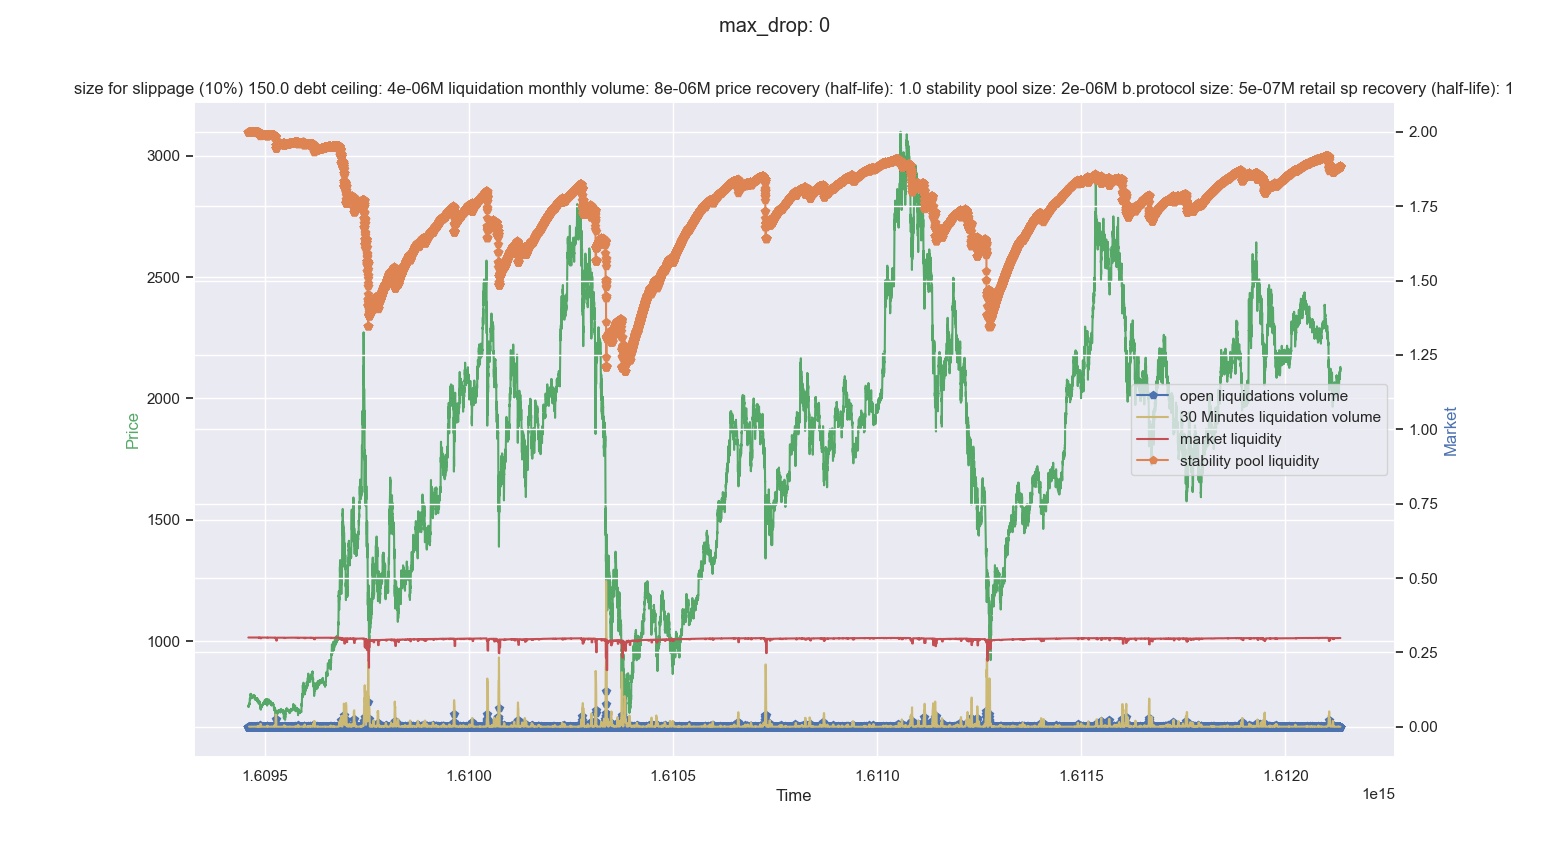 max_drop: 0
size for slippage (10%) 150.0 debt ceiling: 4e-06M liquidation monthly volume: 8e-06M price recovery (half-life): 1.0 stability pool size: 2e-06M b.protocol size: 5e-07M retail sp recovery (half-life): 1
3000
2500
2000
1500
1000
Price
2.00
1.75
1.50
1.25
1.00
0.75
0.50
0.25
0.00
Market
open liquidations volume
30 Minutes liquidation volume
market liquidity
stability pool liquidity
1.6095 1.6100 1.6105 1.6110 1.6115 1.6120
1e15
Time